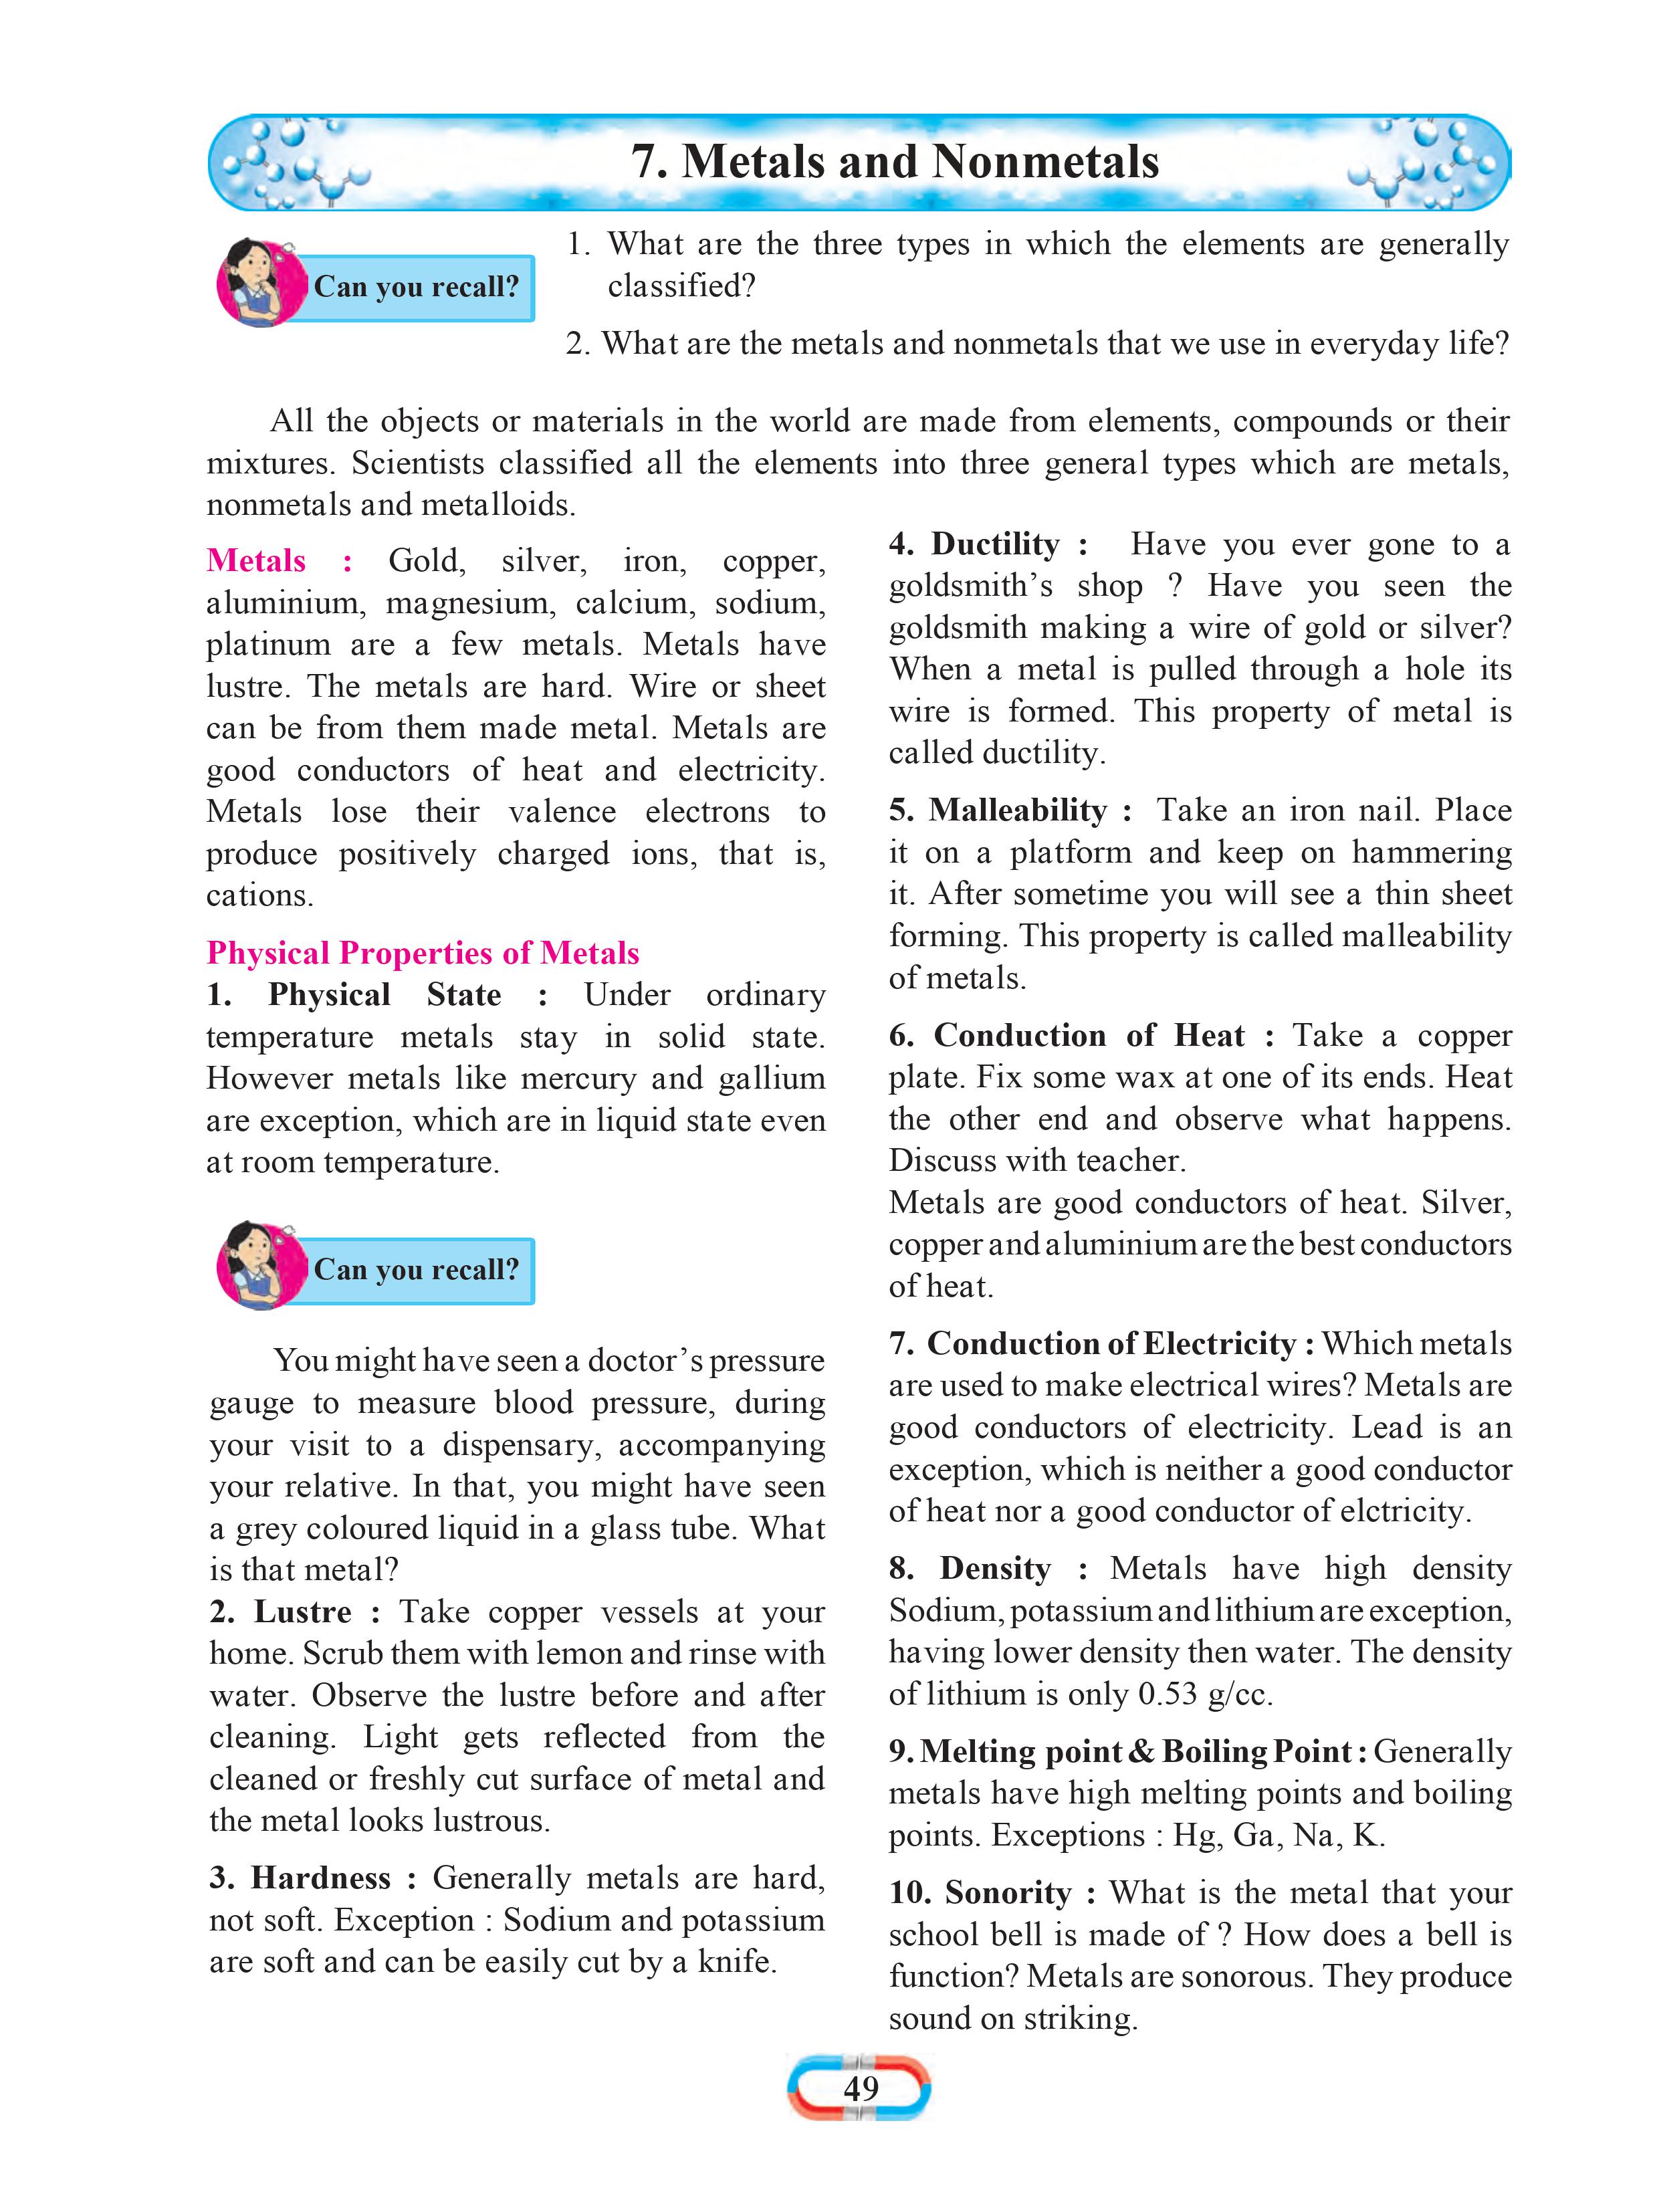 7. Metals and Nonmetals
Can you recall?
1. What are the three types in which the elements are generally
classified?
2. What are the metals and nonmetals that we use in everyday life?
All the objects or materials in the world are made from elements, compounds or their
mixtures. Scientists classified all the elements into three general types which are metals,
nonmetals and metalloids.
Metals : Gold, silver, iron, copper,
aluminium, magnesium, calcium, sodium,
platinum are a few metals. Metals have
lustre. The metals are hard. Wire or sheet
can be from them made metal. Metals are
good conductors of heat and electricity.
Metals lose their valence electrons to
produce positively charged ions, that is,
cations.
Physical Properties of Metals
1. Physical State : Under ordinary
temperature metals stay in solid state.
However metals like mercury and gallium
are exception, which are in liquid state even
at room temperature.
Can you recall?
You might have seen a doctor’s pressure
gauge to measure blood pressure, during
your visit to a dispensary, accompanying
your relative. In that, you might have seen
a grey coloured liquid in a glass tube. What
is that metal?
2. Lustre : Take copper vessels at your
home. Scrub them with lemon and rinse with
water. Observe the lustre before and after
cleaning. Light gets reflected from the
cleaned or freshly cut surface of metal and
the metal looks lustrous.
3. Hardness : Generally metals are hard,
not soft. Exception : Sodium and potassium
are soft and can be easily cut by a knife.
4. Ductility : Have you ever gone to a
goldsmith’s shop ? Have you seen the
goldsmith making a wire of gold or silver?
When a metal is pulled through a hole its
wire is formed. This property of metal is
called ductility.
5. Malleability : Take an iron nail. Place
it on a platform and keep on hammering
it. After sometime you will see a thin sheet
forming. This property is called malleability
of metals.
6. Conduction of Heat : Take a copper
plate. Fix some wax at one of its ends. Heat
the other end and observe what happens.
Discuss with teacher.
Metals are good conductors of heat. Silver,
copper and aluminium are the best conductors
of heat.
7. Conduction of Electricity : Which metals
are used to make electrical wires? Metals are
good conductors of electricity. Lead is an
exception, which is neither a good conductor
of heat nor a good conductor of elctricity.
8. Density : Metals have high density
Sodium, potassium and lithium are exception,
having lower density then water. The density
of lithium is only 0.53 g/cc.
9. Melting point & Boiling Point : Generally
metals have high melting points and boiling
points. Exceptions : Hg, Ga, Na, K.
10. Sonority : What is the metal that your
school bell is made of ? How does a bell is
function? Metals are sonorous. They produce
sound on striking.
49